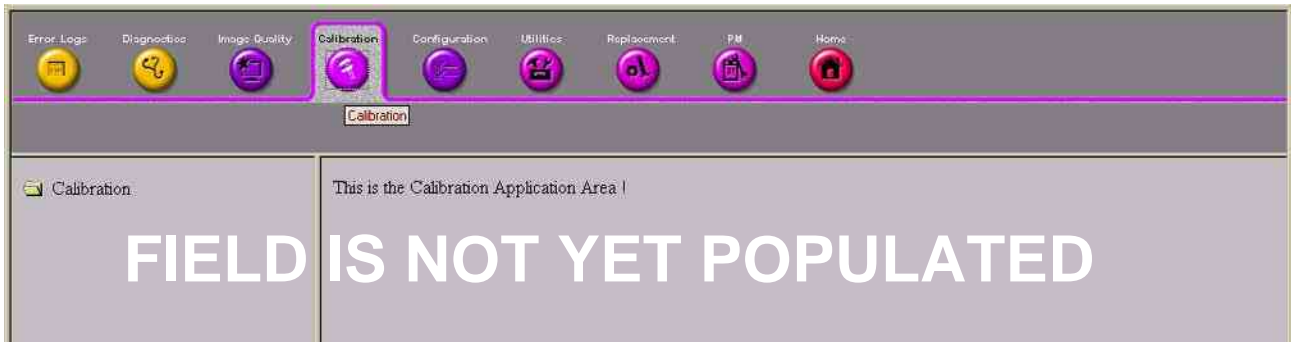 Error Logs Diagnostics Image Quality Calibration Configuration Utilities Replacement PM Home
Calibration
Calibration
This is the Calibration Application Area !
FIELD IS NOT YET POPULATED